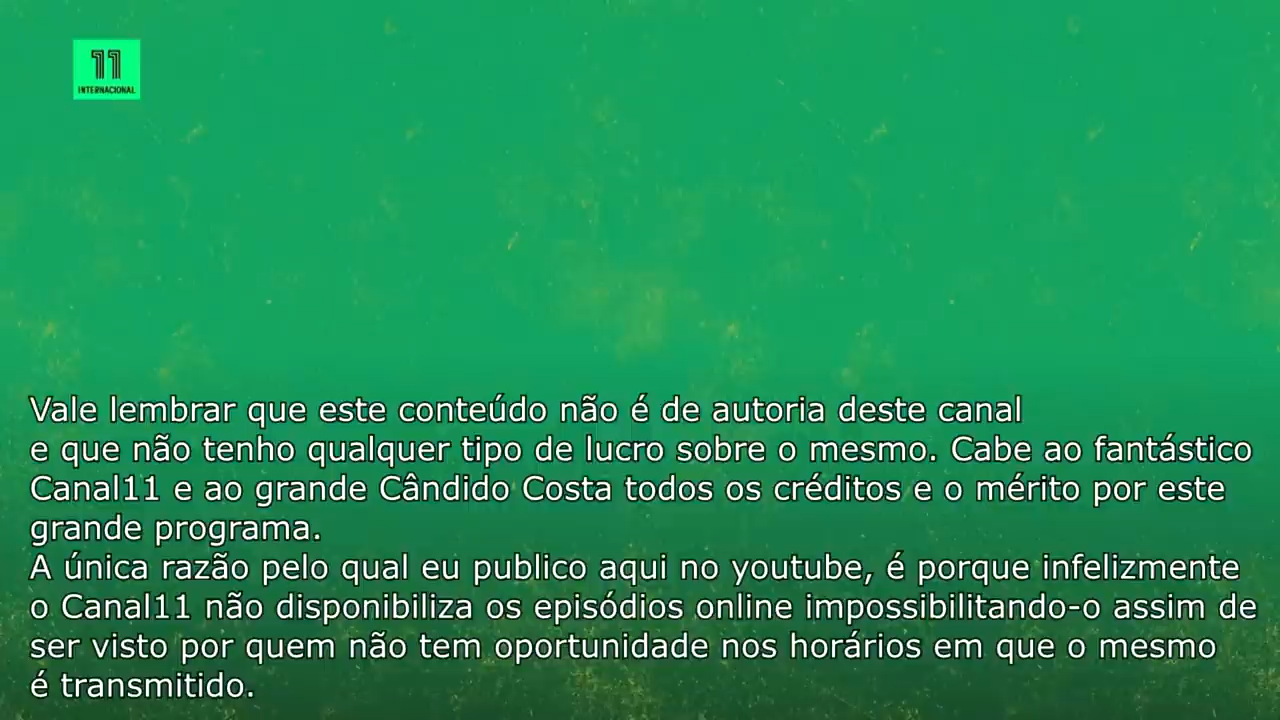 11
INTERNACIONAL
Vale lembrar que este conteúdo não é de autoria deste canal
e que não tenho qualquer tipo de lucro sobre o mesmo. Cabe ao fantástico
Canal11 e ao grande Cândido Costa todos os créditos e o mérito por este
grande programa.
A única razão pelo qual eu publico aqui no youtube, é porque infelizmente
o Canal11 não disponibiliza os episódios online impossibilitando-o assim de
ser visto por quem não tem oportunidade nos horários em que o mesmo
é transmitido.